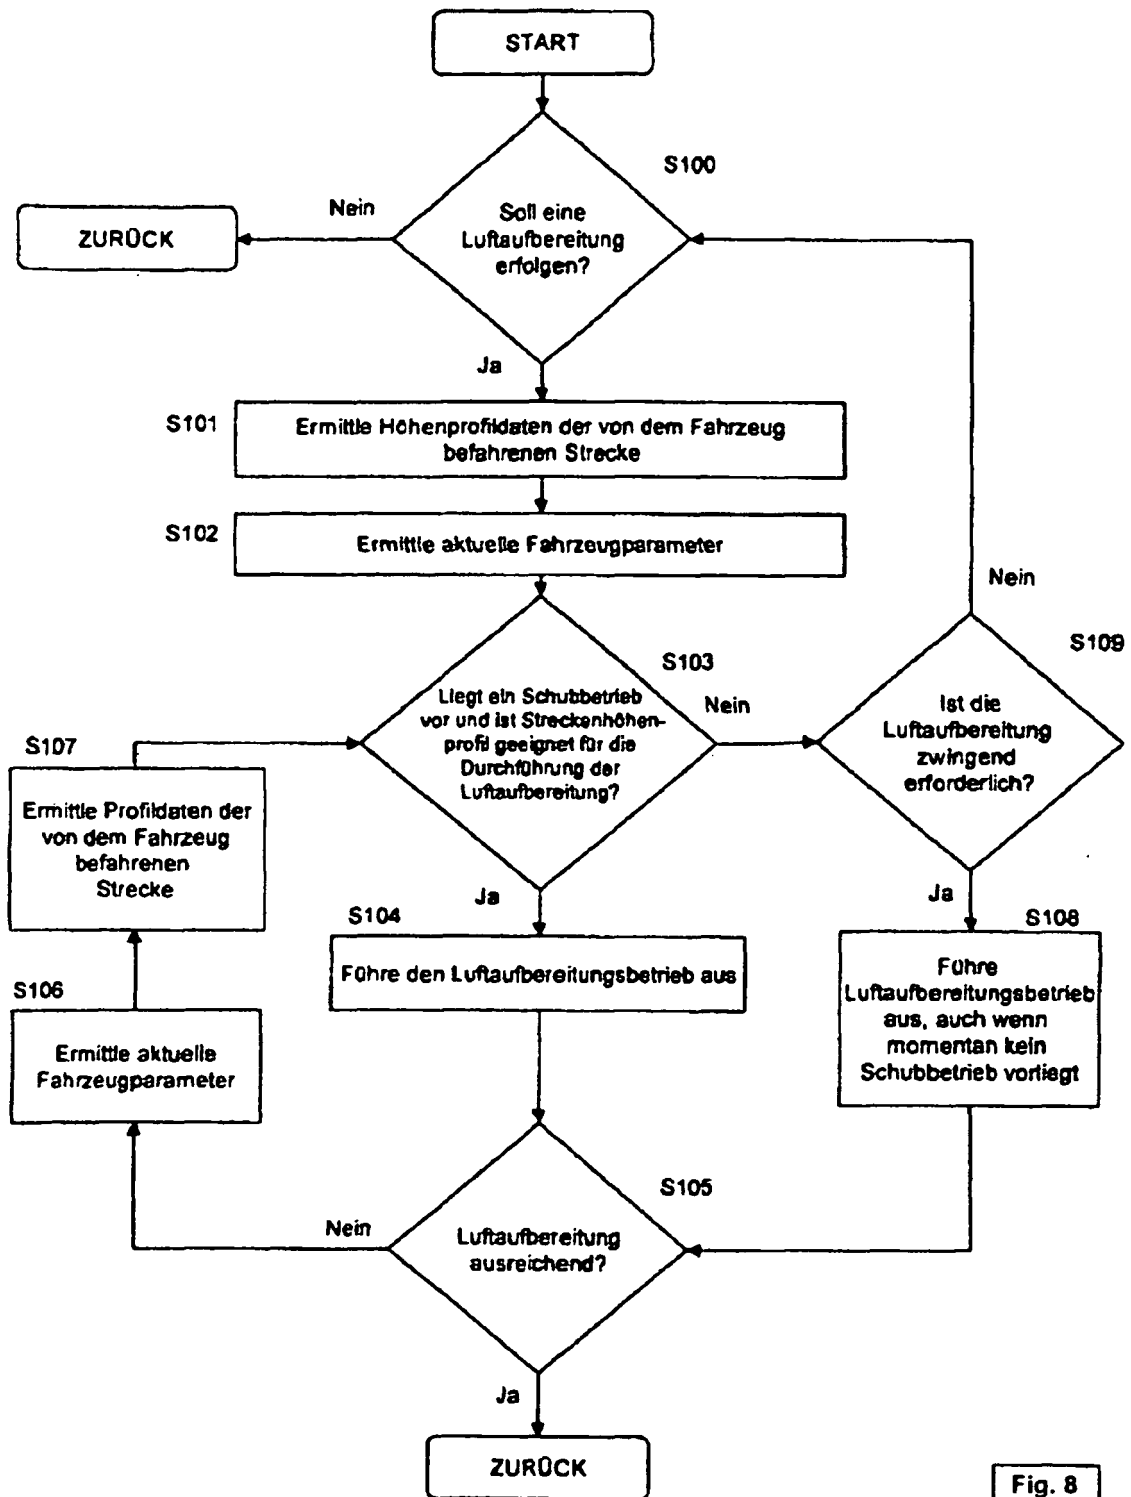 START
S100
Nein
Soll eine
Luftaufbereitung
erfolgen?
ZURÜCK
Ja
S101
Ermittle Höhenprofildaten der von dem Fahrzeug
befahrenen Strecke
S102
Ermittle aktuelle Fahrzeugparameter
Nein
S109
S103
Liegt ein Schubbetrieb
vor und ist Streckenhöhen-
profil geeignet für die
Durchführung der
Luftaufbereitung?
Nein
Ist die
Luftaufbereitung
zwingend
erforderlich?
S107
Ermittle Profildaten der
von dem Fahrzeug
befahrenen
Strecke
Ja
Ja
S104
S108
Führe den Luftaufbereitungsbetrieb aus
Führe
Luftaufbereitungsbetrieb
aus, auch wenn
momentan kein
Schubbetrieb vorliegt
S106
Ermittle aktuelle
Fahrzeugparameter
S105
Nein
Luftaufbereitung
ausreichend?
Ja
ZURÜCK
Fig. 8